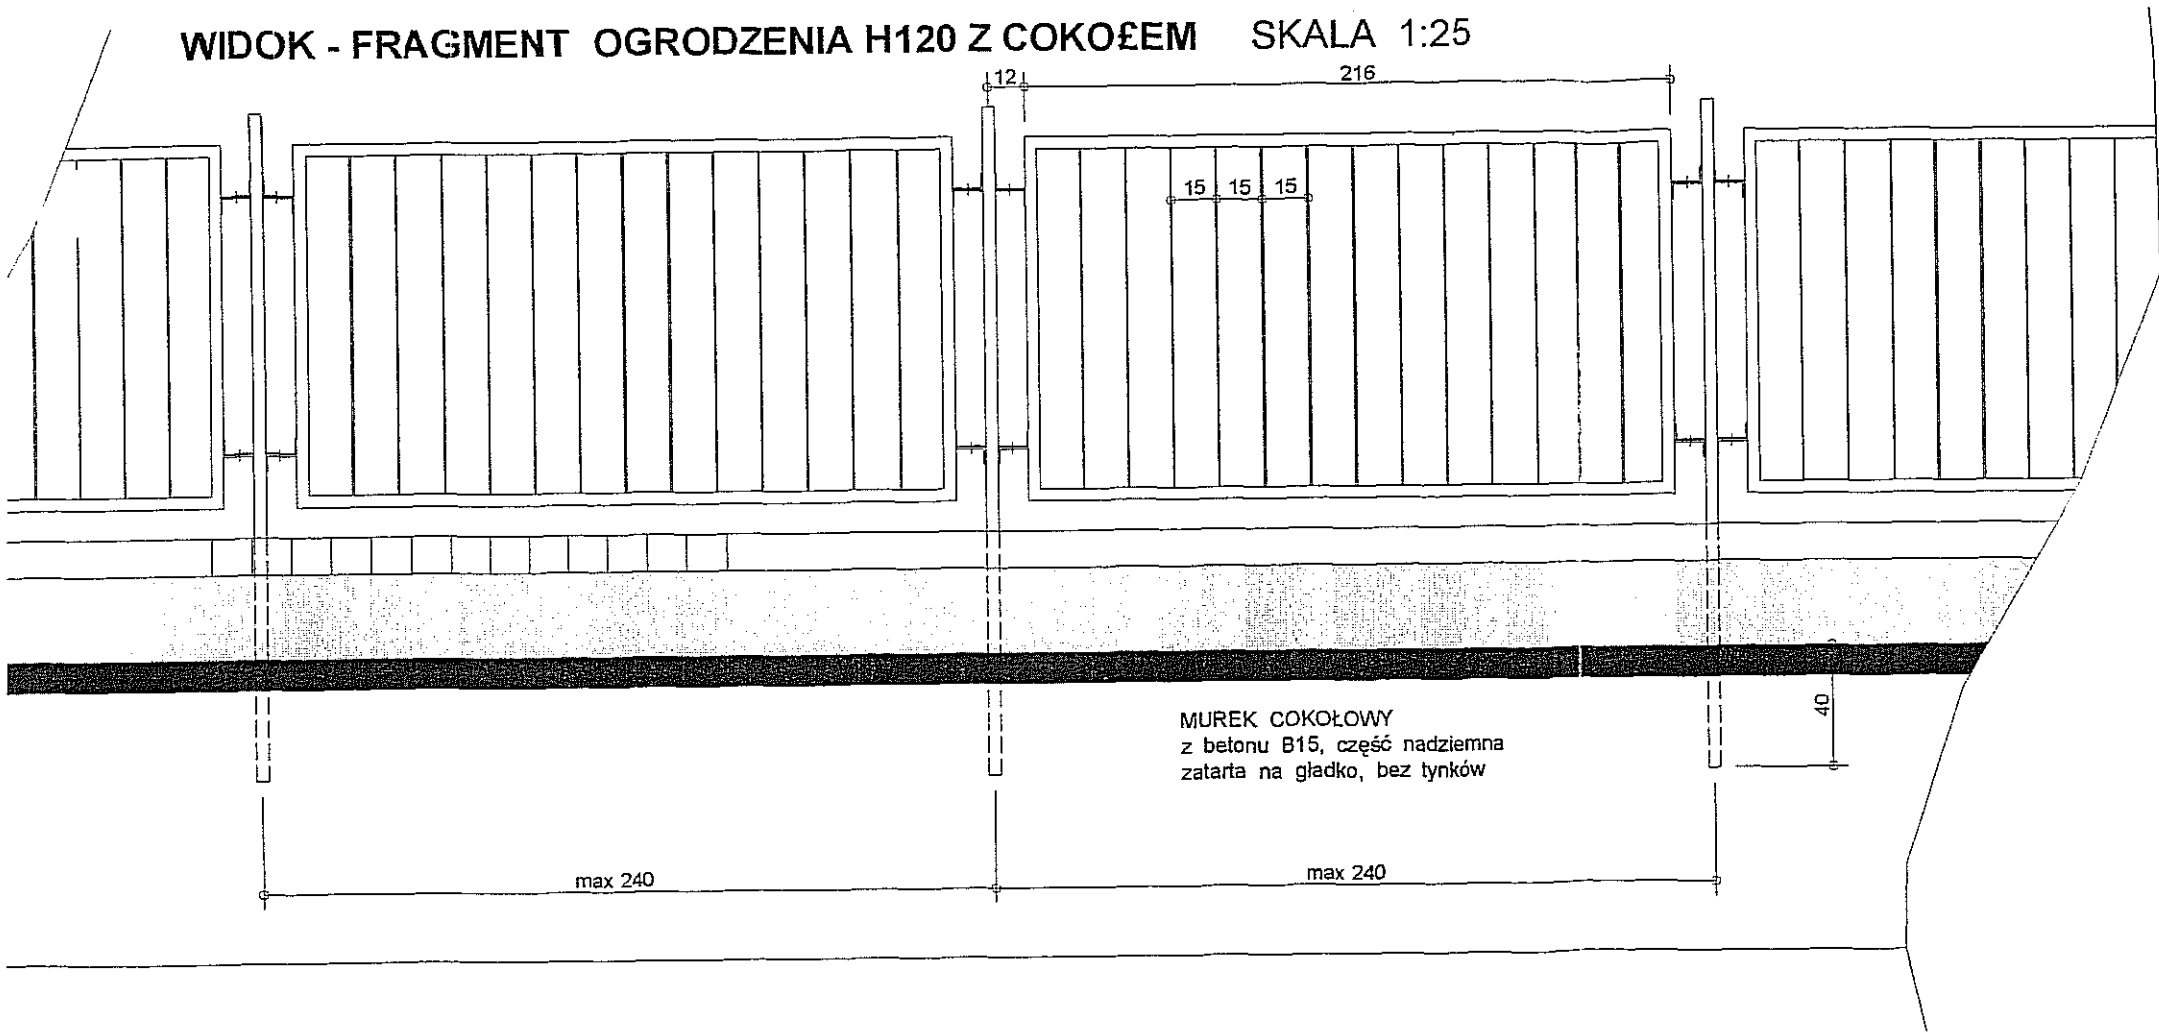 WIDOK - FRAGMENT OGRODZENIA H120 Z COKO£EM SKALA 1:25
12
216
15 15 15
MUREK COKOŁOWY
z betonu B15, część nadziemna
zatarta na gładko, bez tynków
40
max 240
max 240